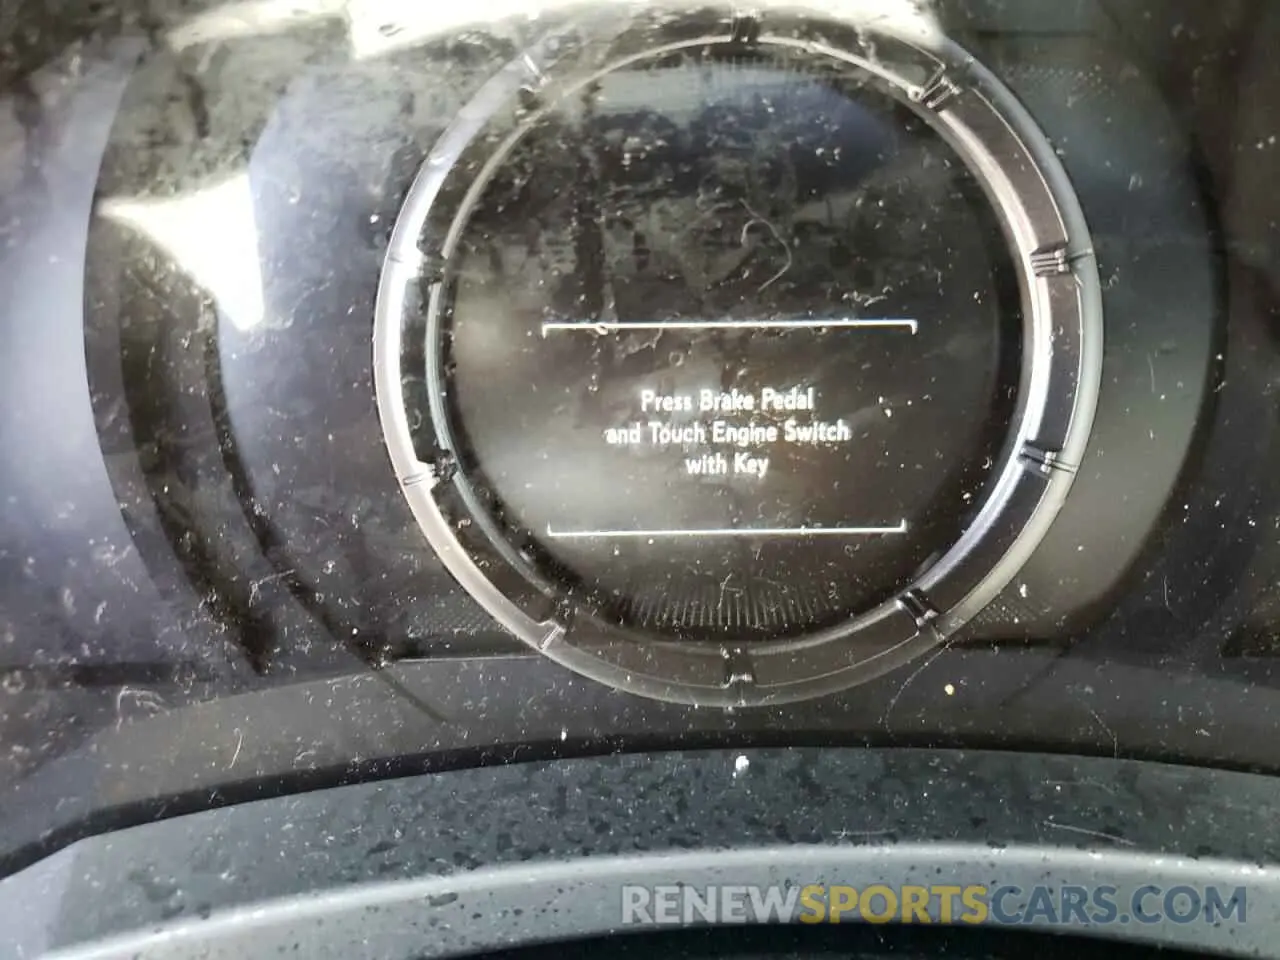 Press Brake Pedal
and Touch Engine Switch
with Key
RENEWSPORTSCARS.COM